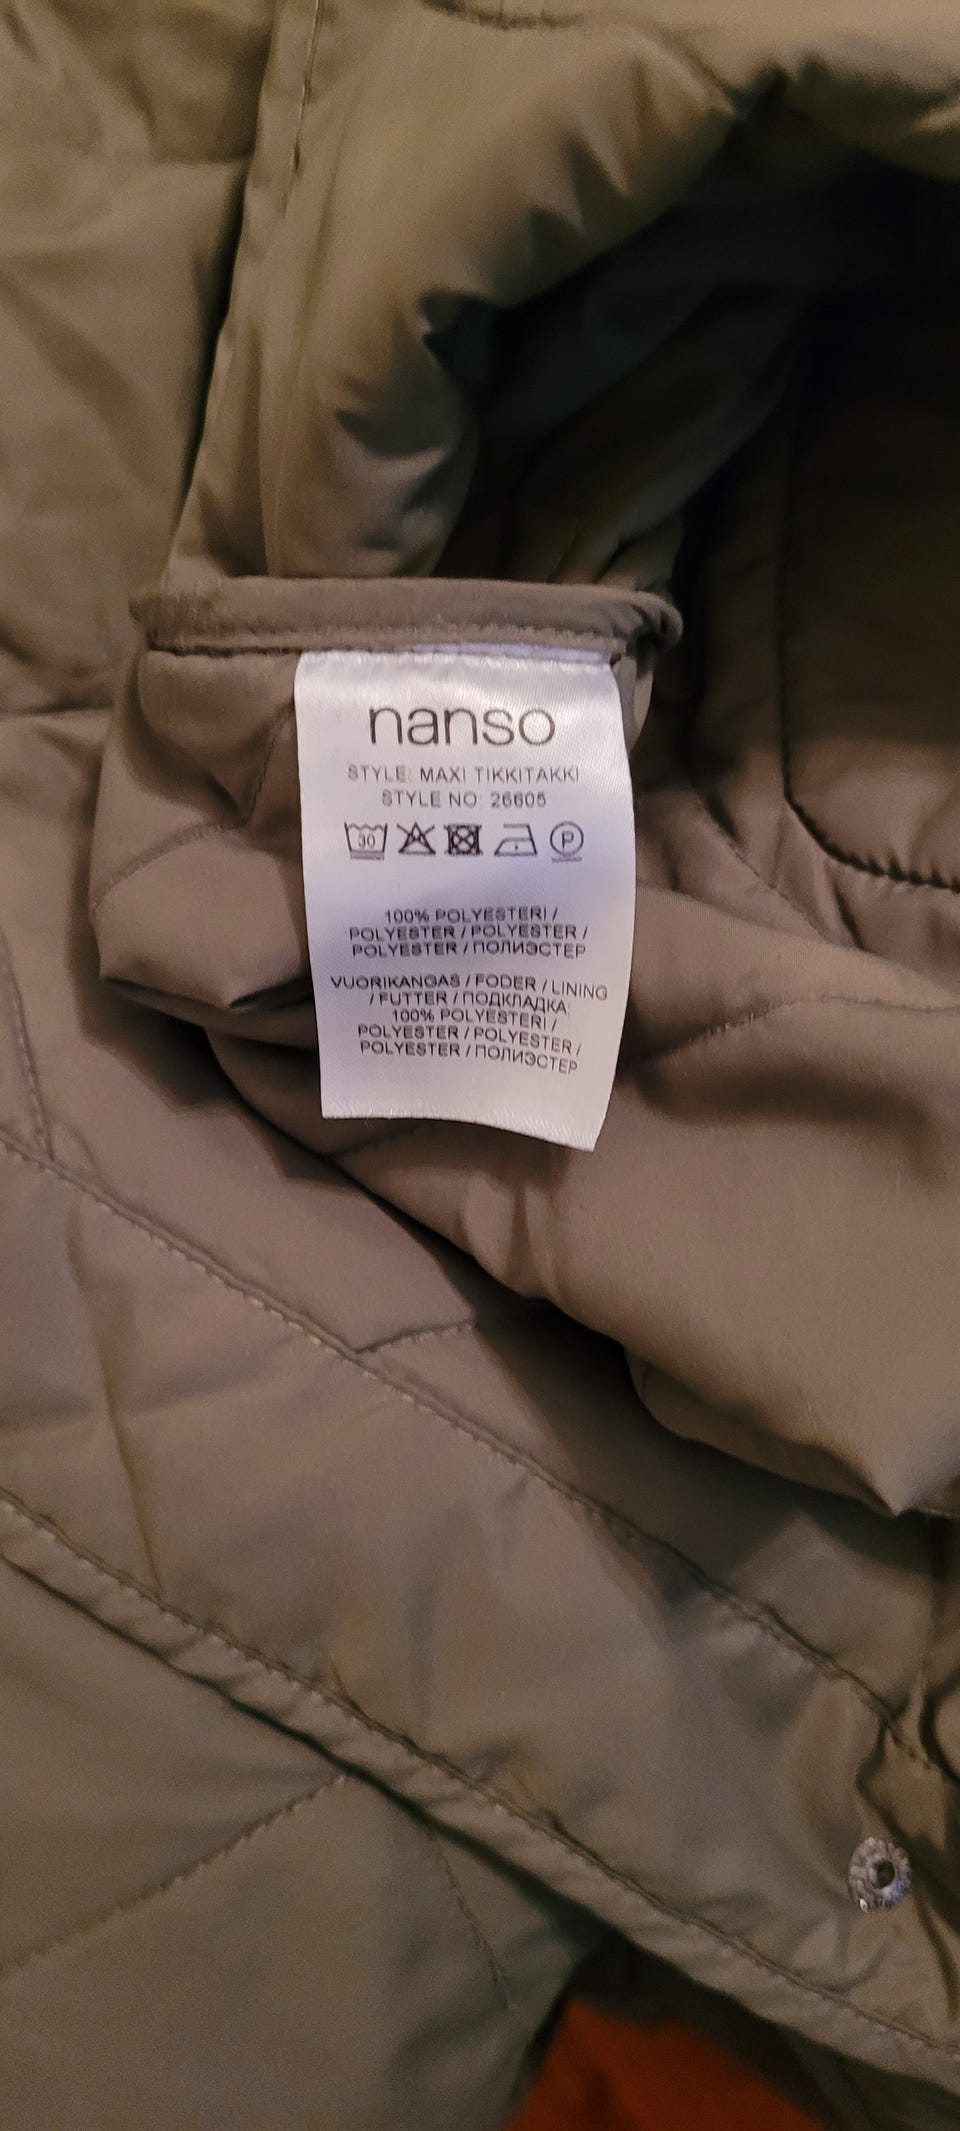 nanso
STYLE: MAXI TIKKITAKKI
STYLE NO: 26605
30 P
100% POLYESTERI /
POLYESTER / POLYESTER /
POLYESTER / ПОЛИЭСТЕР
VUORIKANGAS / FODER / LINING
/ FUTTER / ПОДКЛАДКА:
100% POLYESTERI /
POLYESTER / POLYESTER /
POLYESTER / ПОЛИЭСТЕР